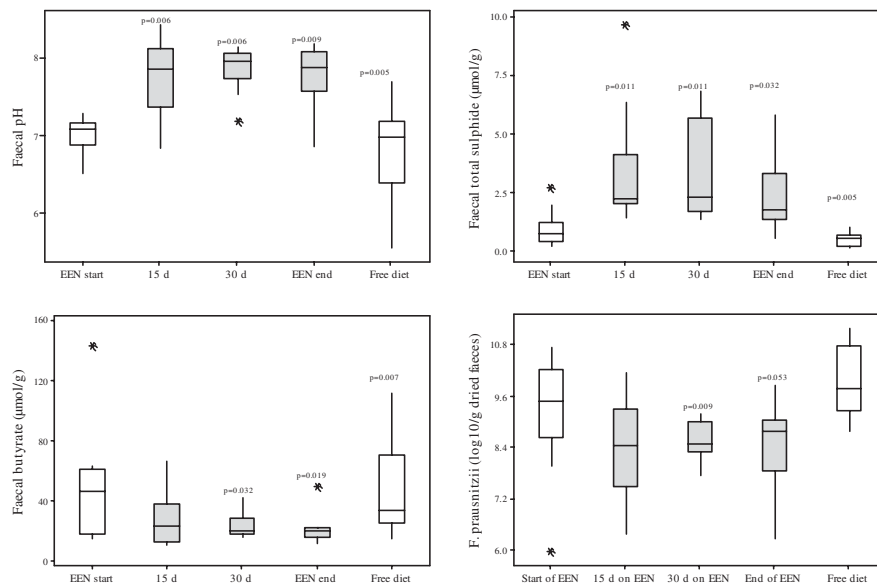 p=0.006
p=0.006
p=0.009
p=0.005
8
7
6
Faecal pH
EEN start 15 d 30 d EEN end Free diet
10.0
7.5
5.0
2.5
0.0
Faecal total sulphide (μmol/g)
p=0.011
p=0.011
p=0.032
p=0.005
EEN start 15 d 30 d EEN end Free diet
160
120
80
40
0
Faecal butyrate (μmol/g)
p=0.032
p=0.019
p=0.007
EEN start 15 d 30 d EEN end Free diet
10.8
9.6
8.4
7.2
6.0
F. prausnitzii (log10/g dried faeces)
p=0.009
p=0.053
Start of EEN 15 d on EEN 30 d on EEN End of EEN Free diet